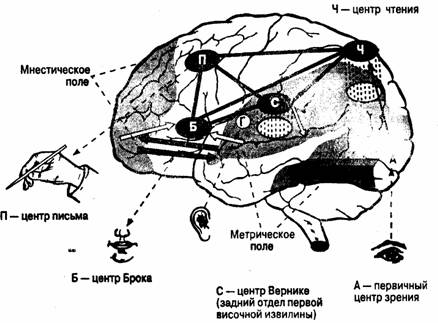 Ч — центр чтения
Мнестическое
поле
П
Ч
С
Б
Г
А
П — центр письма
Метрическое
поле
Б — центр Брока
С — центр Вернике
(задний отдел первой
височной извилины)
А — первичный
центр зрения